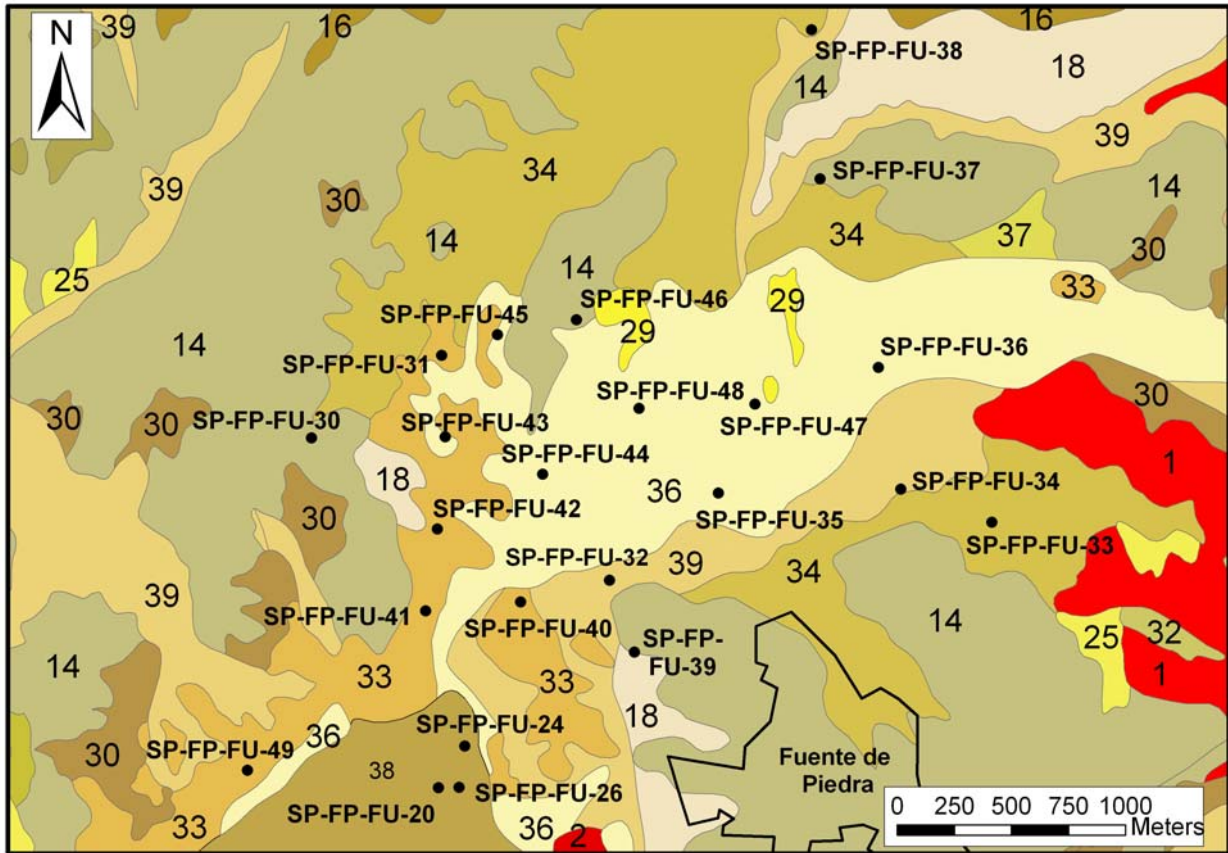 39
16
16
N
SP-FP-FU-38
18
14
39
34
39
30
SP-FP-FU-37
14
14
34
37
30
25
14
33
SP-FP-FU-46
29
29
SP-FP-FU-45
14
SP-FP-FU-36
SP-FP-FU-31
30
SP-FP-FU-48
30
30
SP-FP-FU-30
SP-FP-FU-43
SP-FP-FU-47
SP-FP-FU-44
1
18
SP-FP-FU-34
36
30
SP-FP-FU-42
SP-FP-FU-35
SP-FP-FU-33
SP-FP-FU-32
39
34
39
SP-FP-FU-41
SP-FP-FU-40
14
32
25
SP-FP-
FU-39
1
14
33
33
18
SP-FP-FU-24
36
30
SP-FP-FU-49
38
Fuente de
Piedra
SP-FP-FU-26
SP-FP-FU-20
33
36
2
0 250 500 750 1000
Meters